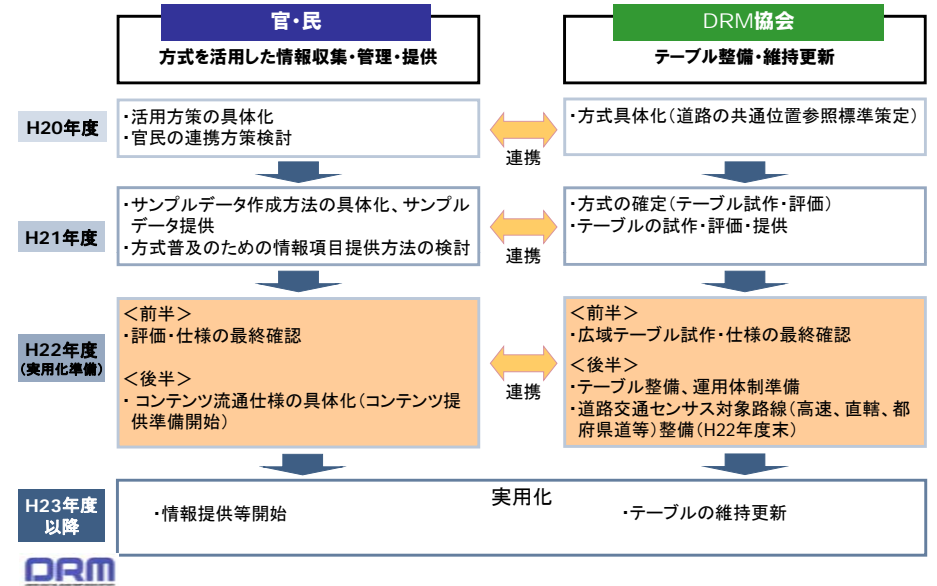 官・民
方式を活用した情報収集・管理・提供
DRM協会
テーブル整備・維持更新
H20年度
・活用方策の具体化
・官民の連携方策検討
連携
・方式具体化(道路の共通位置参照標準策定)
H21年度
・サンプルデータ作成方法の具体化、サンプル
データ提供
・方式普及のための情報項目提供方法の検討
連携
・方式の確定(テーブル試作・評価)
・テーブルの試作・評価・提供
H22年度
(実用化準備)
<前半>
・評価・仕様の最終確認
<後半>
・コンテンツ流通仕様の具体化(コンテンツ提
供準備開始)
連携
<前半>
・広域テーブル試作・仕様の最終確認
<後半>
・テーブル整備、運用体制準備
・道路交通センサス対象路線(高速、直轄、都
府県道等)整備(H22年度末)
H23年度
以降
実用化
・情報提供等開始
・テーブルの維持更新
DRM